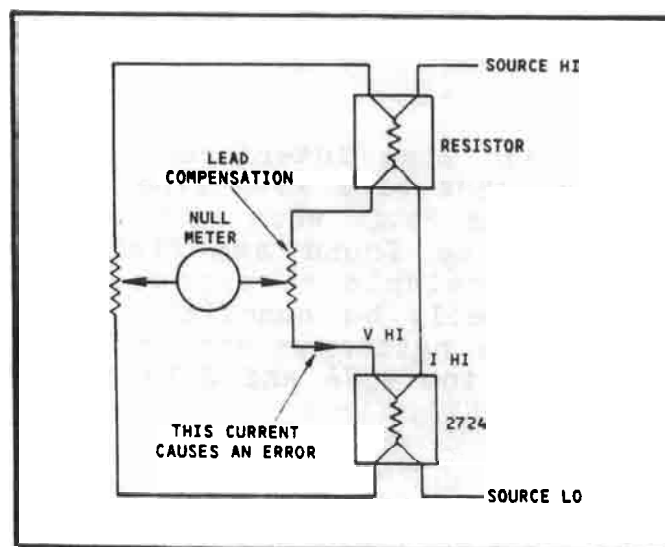 SOURCE HI
RESISTOR
LEAD
COMPENSATION
NULL
METER
V HI
I HI
2724
THIS CURRENT
CAUSES AN ERROR
SOURCE LO